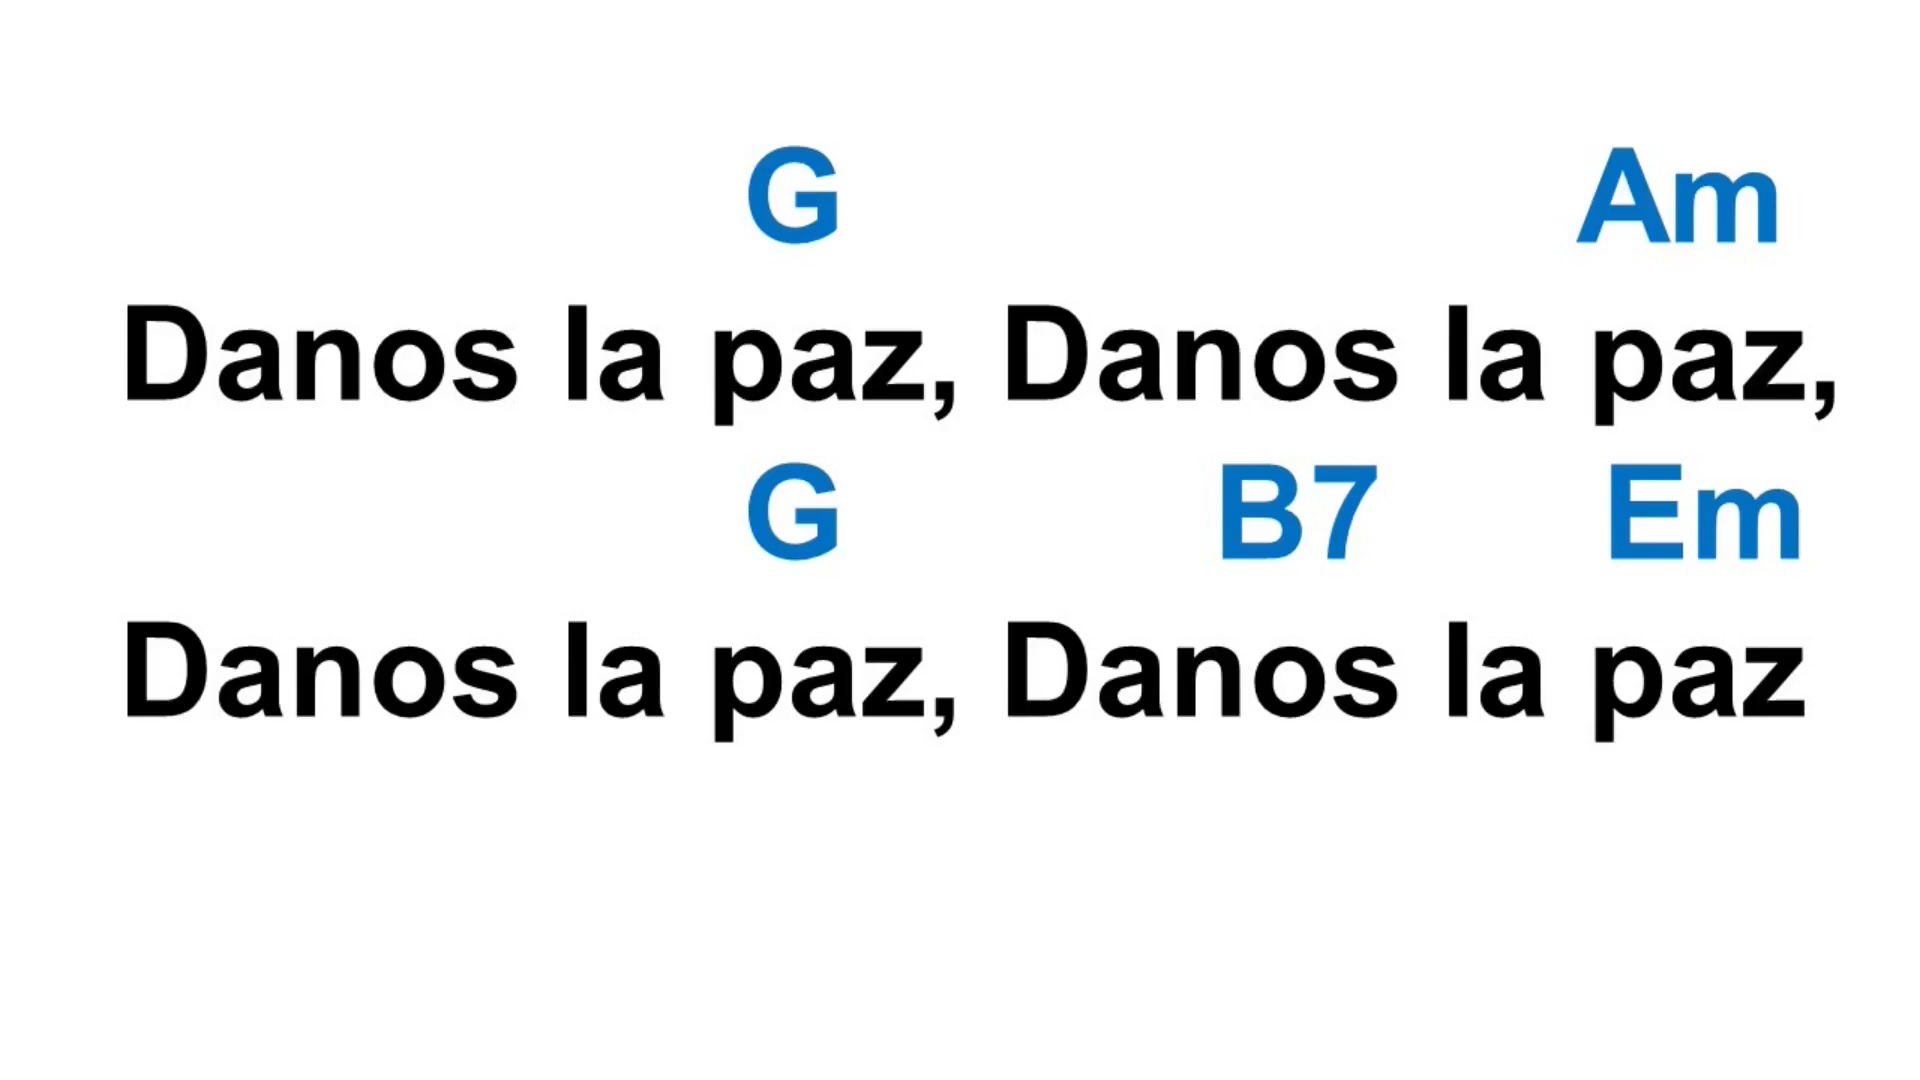 G Am
Danos la paz, Danos la paz,
G B7 Em
Danos la paz, Danos la paz